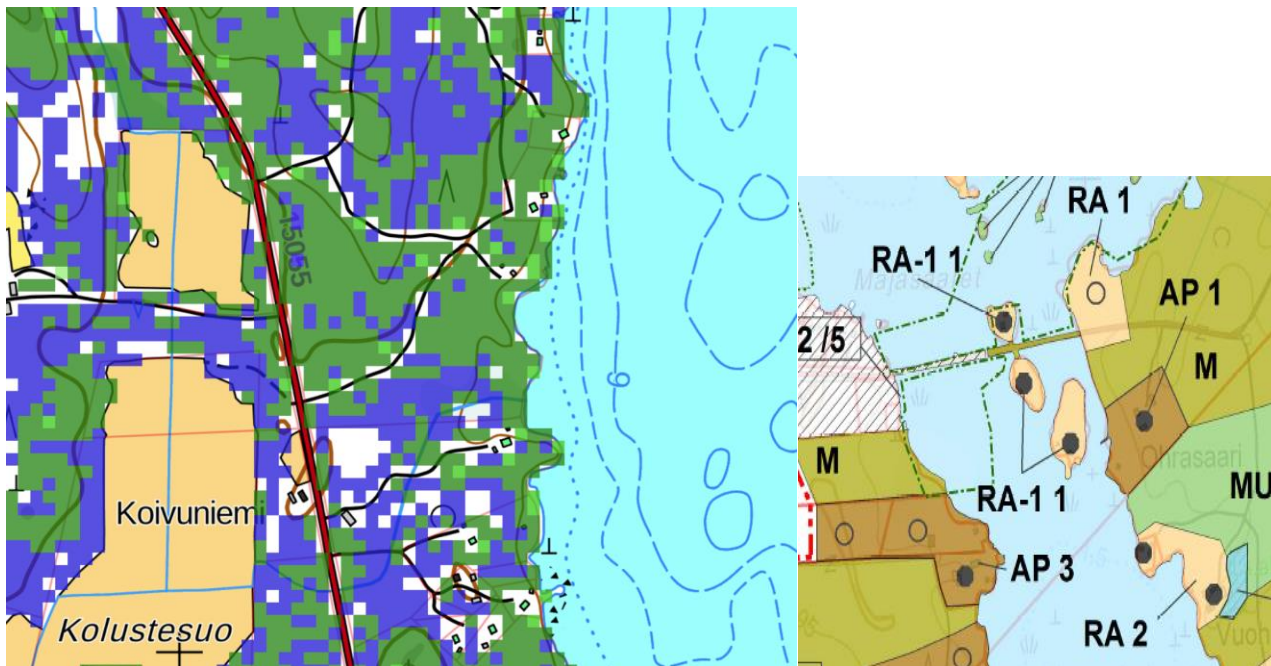 15055
6
Koivuniemi
Kolustesuo
RA 1
RA-1 1
Majasaaret
AP 1
2 /5
M
Ohrasaari
M
MU
RA-1 1
AP 3
RA 2